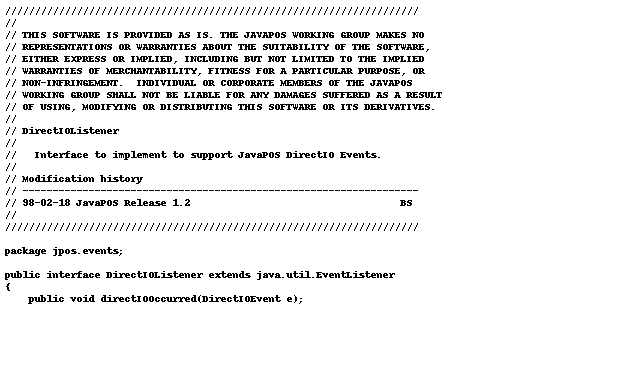 //////////////////////////////////////////////////////////////////////
//
// THIS SOFTWARE IS PROVIDED AS IS. THE JAVAPOS WORKING GROUP MAKES NO
// REPRESENTATIONS OR WARRANTIES ABOUT THE SUITABILITY OF THE SOFTWARE,
// EITHER EXPRESS OR IMPLIED, INCLUDING BUT NOT LIMITED TO THE IMPLIED
// WARRANTIES OF MERCHANTABILITY, FITNESS FOR A PARTICULAR PURPOSE, OR
// NON-INFRINGEMENT.  INDIVIDUAL OR CORPORATE MEMBERS OF THE JAVAPOS
// WORKING GROUP SHALL NOT BE LIABLE FOR ANY DAMAGES SUFFERED AS A RESULT
// OF USING, MODIFYING OR DISTRIBUTING THIS SOFTWARE OR ITS DERIVATIVES.
//
// DirectIOListener
//
//   Interface to implement to support JavaPOS DirectIO Events.
//
// Modification history
// ------------------------------------------------------------------
// 98-02-18 JavaPOS Release 1.2                                   BS
//
//////////////////////////////////////////////////////////////////////
package jpos.events;
public interface DirectIOListener extends java.util.EventListener
{
    public void directIOOccurred(DirectIOEvent e);